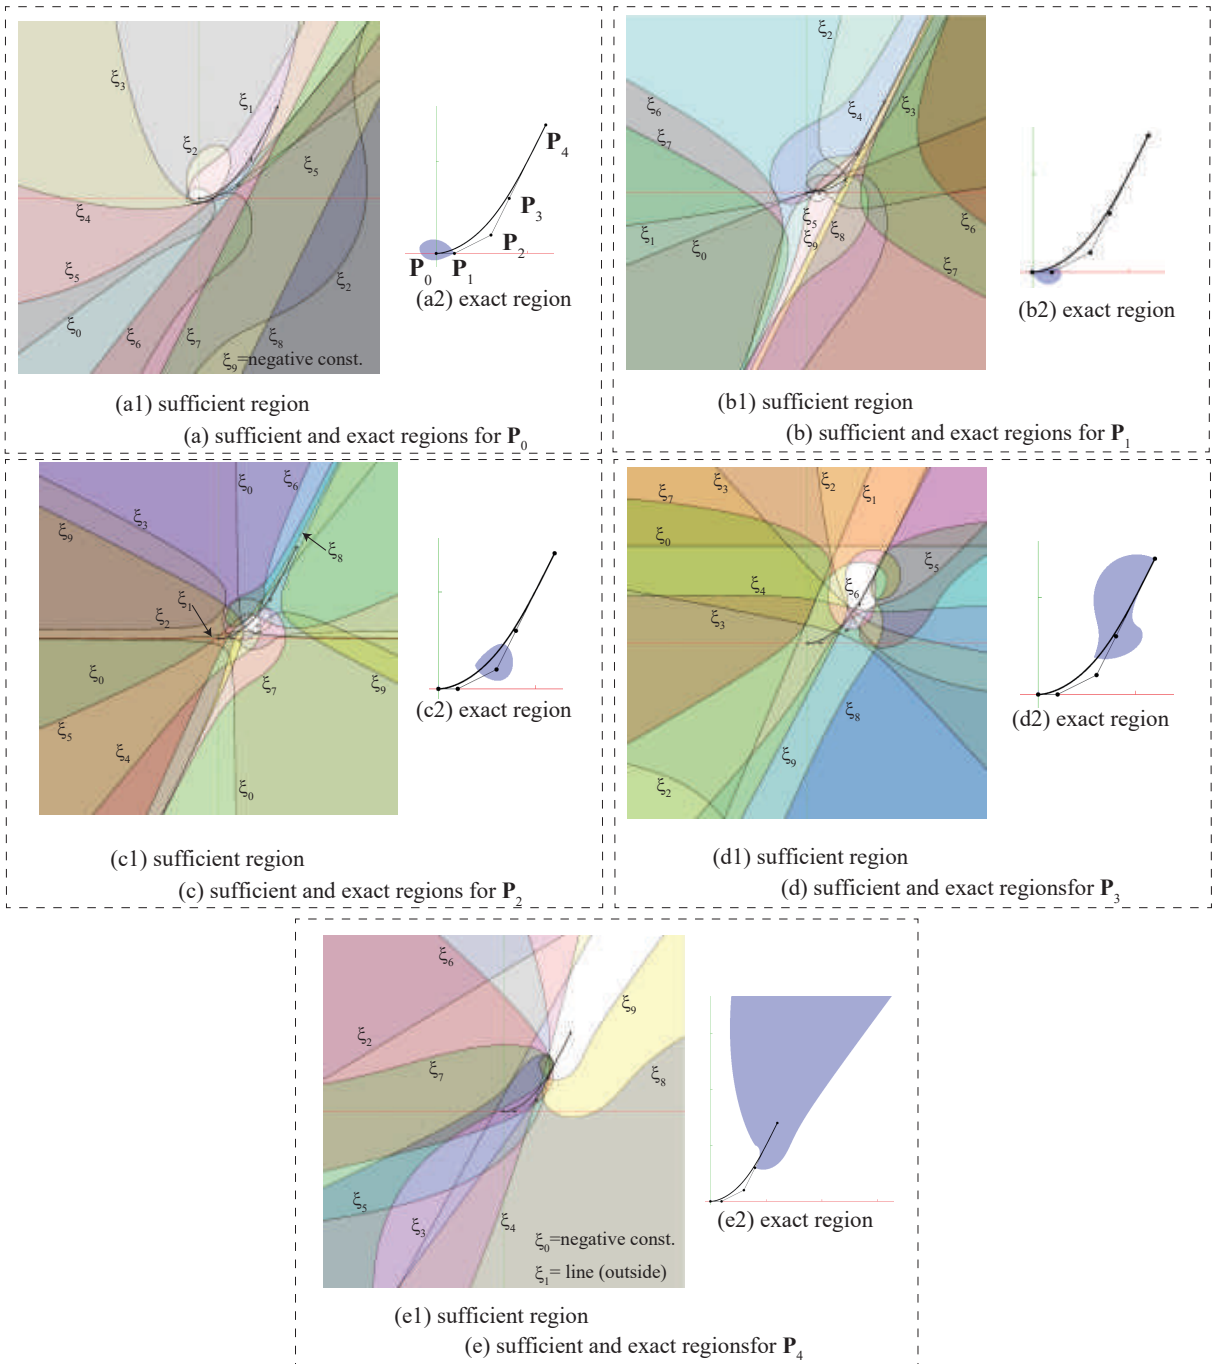 ξ3
ξ1
ξ2
ξ5
ξ4
ξ5
ξ2
ξ0
ξ6
ξ7
ξ8
ξ9=negative const.
P4
P3
P2
P0
P1
(a2) exact region
(a1) sufficient region
(a) sufficient and exact regions for P0
ξ2
ξ6
ξ4
ξ3
ξ7
ξ5
ξ1
ξ9
ξ8
ξ6
ξ0
ξ7
(b2) exact region
(b1) sufficient region
(b) sufficient and exact regions for P1
ξ0
ξ6
ξ3
ξ9
ξ8
ξ1
ξ2
ξ0
ξ7
ξ9
ξ5
ξ4
ξ0
(c2) exact region
(c1) sufficient region
(c) sufficient and exact regions for P2
ξ3
ξ2
ξ7
ξ1
ξ0
ξ5
ξ4
ξ6
ξ3
ξ8
ξ9
ξ2
(d2) exact region
(d1) sufficient region
(d) sufficient and exact regionsfor P3
ξ6
ξ9
ξ2
ξ7
ξ8
ξ5
ξ3
ξ4
ξ0=negative const.
ξ1= line (outside)
(e2) exact region
(e1) sufficient region
(e) sufficient and exact regionsfor P4